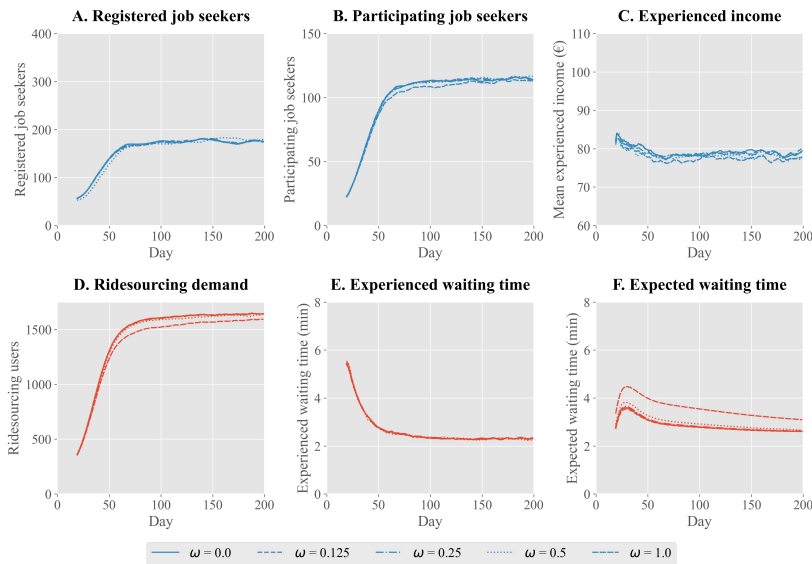 A. Registered job seekers
B. Participating job seekers
C. Experienced income
Registered job seekers
400
300
200
100
0
0 50 100 150 200
Day
Participating job seekers
150
100
50
0
0 50 100 150 200
Day
Mean experienced income (€)
110
100
90
80
70
60
0 50 100 150 200
Day
D. Ridesourcing demand
E. Experienced waiting time
F. Expected waiting time
Ridesourcing users
1500
1000
500
0
0 50 100 150 200
Day
Experienced waiting time (min)
8
6
4
2
0
0 50 100 150 200
Day
Expected waiting time (min)
8
6
4
2
0
0 50 100 150 200
Day
ω = 0.0 ω = 0.125 ω = 0.25 ω = 0.5 ω = 1.0